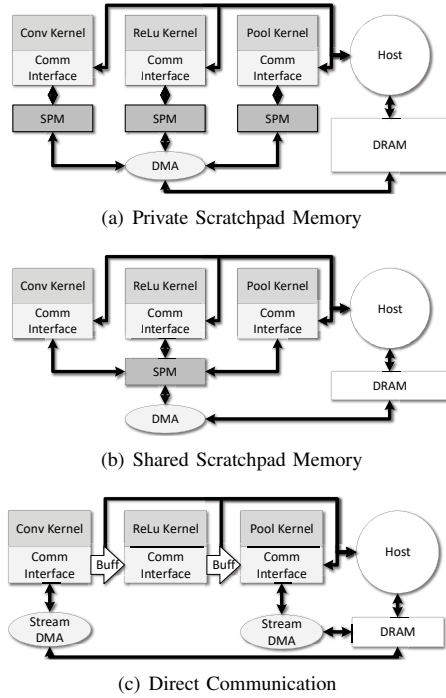 Conv Kernel
Comm
Interface
ReLu Kernel
Comm
Interface
Pool Kernel
Comm
Interface
Host
SPM
SPM
SPM
DMA
DRAM
(a) Private Scratchpad Memory
Conv Kernel
Comm
Interface
ReLu Kernel
Comm
Interface
Pool Kernel
Comm
Interface
Host
SPM
DMA
DRAM
(b) Shared Scratchpad Memory
Conv Kernel
Comm
Interface
Buff
ReLu Kernel
Comm
Interface
Buff
Pool Kernel
Comm
Interface
Host
Stream
DMA
Stream
DMA
DRAM
(c) Direct Communication